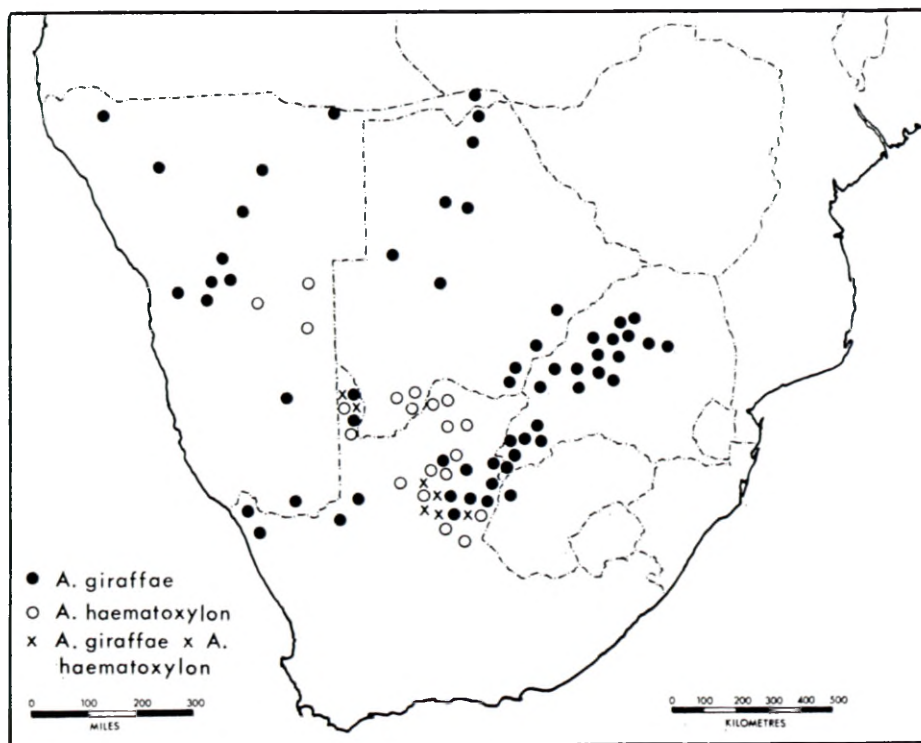 A. giraffae
A. haematoxylon
x A. giraffae x A.
haematoxylon
0 100 200 300
MILES
0 100 200 300 400 500
KILOMETRES